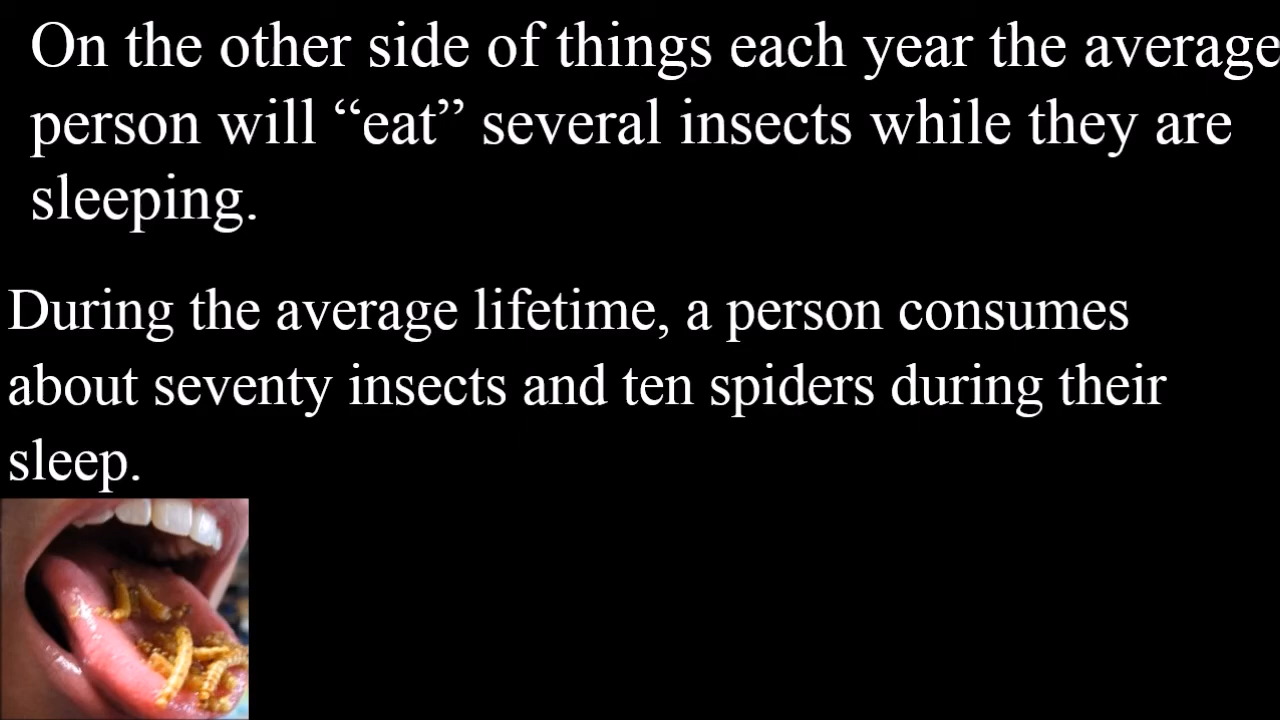 On the other side of things each year the average
person will “eat” several insects while they are
sleeping.
During the average lifetime, a person consumes
about seventy insects and ten spiders during their
sleep.